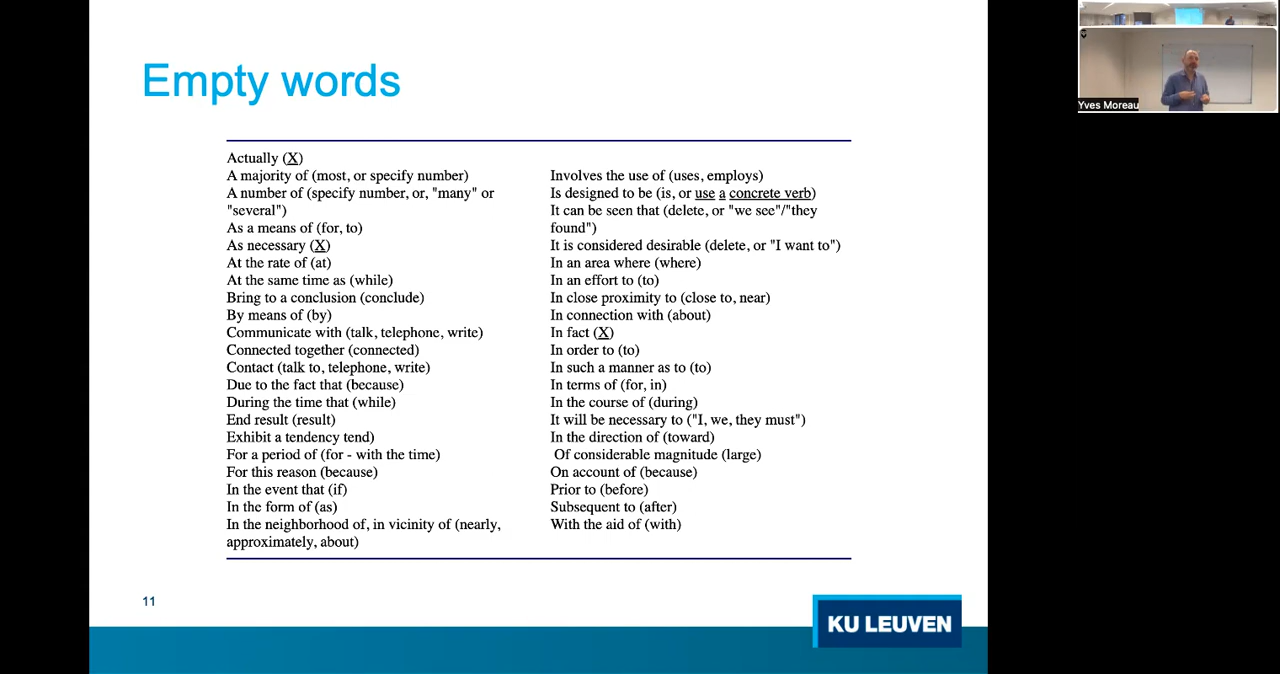 Empty words
Actually (X)
A majority of (most, or specify number)
A number of (specify number, or, "many" or
"several")
As a means of (for, to)
As necessary (X)
At the rate of (at)
At the same time as (while)
Bring to a conclusion (conclude)
By means of (by)
Communicate with (talk, telephone, write)
Connected together (connected)
Contact (talk to, telephone, write)
Due to the fact that (because)
During the time that (while)
End result (result)
Exhibit a tendency tend)
For a period of (for - with the time)
For this reason (because)
In the event that (if)
In the form of (as)
In the neighborhood of, in vicinity of (nearly,
approximately, about)
Involves the use of (uses, employs)
Is designed to be (is, or use a concrete verb)
It can be seen that (delete, or "we see"/"they
found")
It is considered desirable (delete, or "I want to")
In an area where (where)
In an effort to (to)
In close proximity to (close to, near)
In connection with (about)
In fact (X)
In order to (to)
In such a manner as to (to)
In terms of (for, in)
In the course of (during)
It will be necessary to ("I, we, they must")
In the direction of (toward)
Of considerable magnitude (large)
On account of (because)
Prior to (before)
Subsequent to (after)
With the aid of (with)
11
KU LEUVEN
Yves Moreau